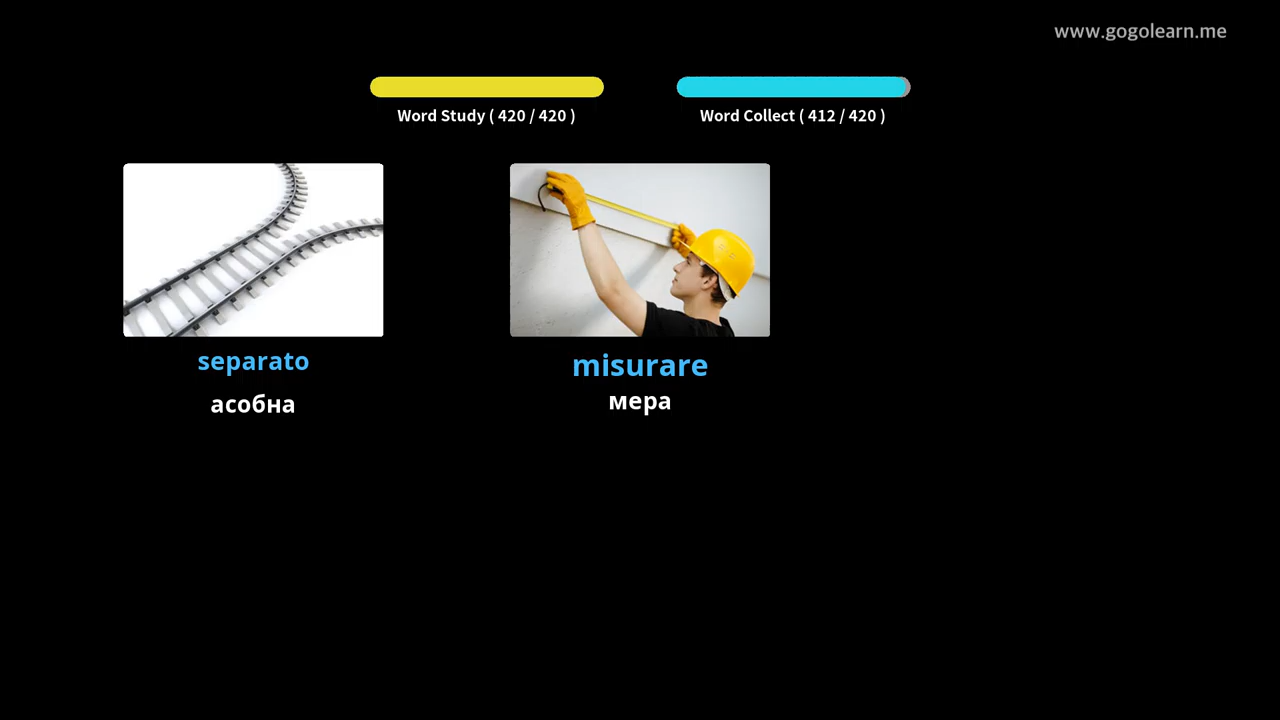 www.gogolearn.me
Word Study ( 420 / 420 )
Word Collect ( 412 / 420 )
separato
асобна
misurare
мера